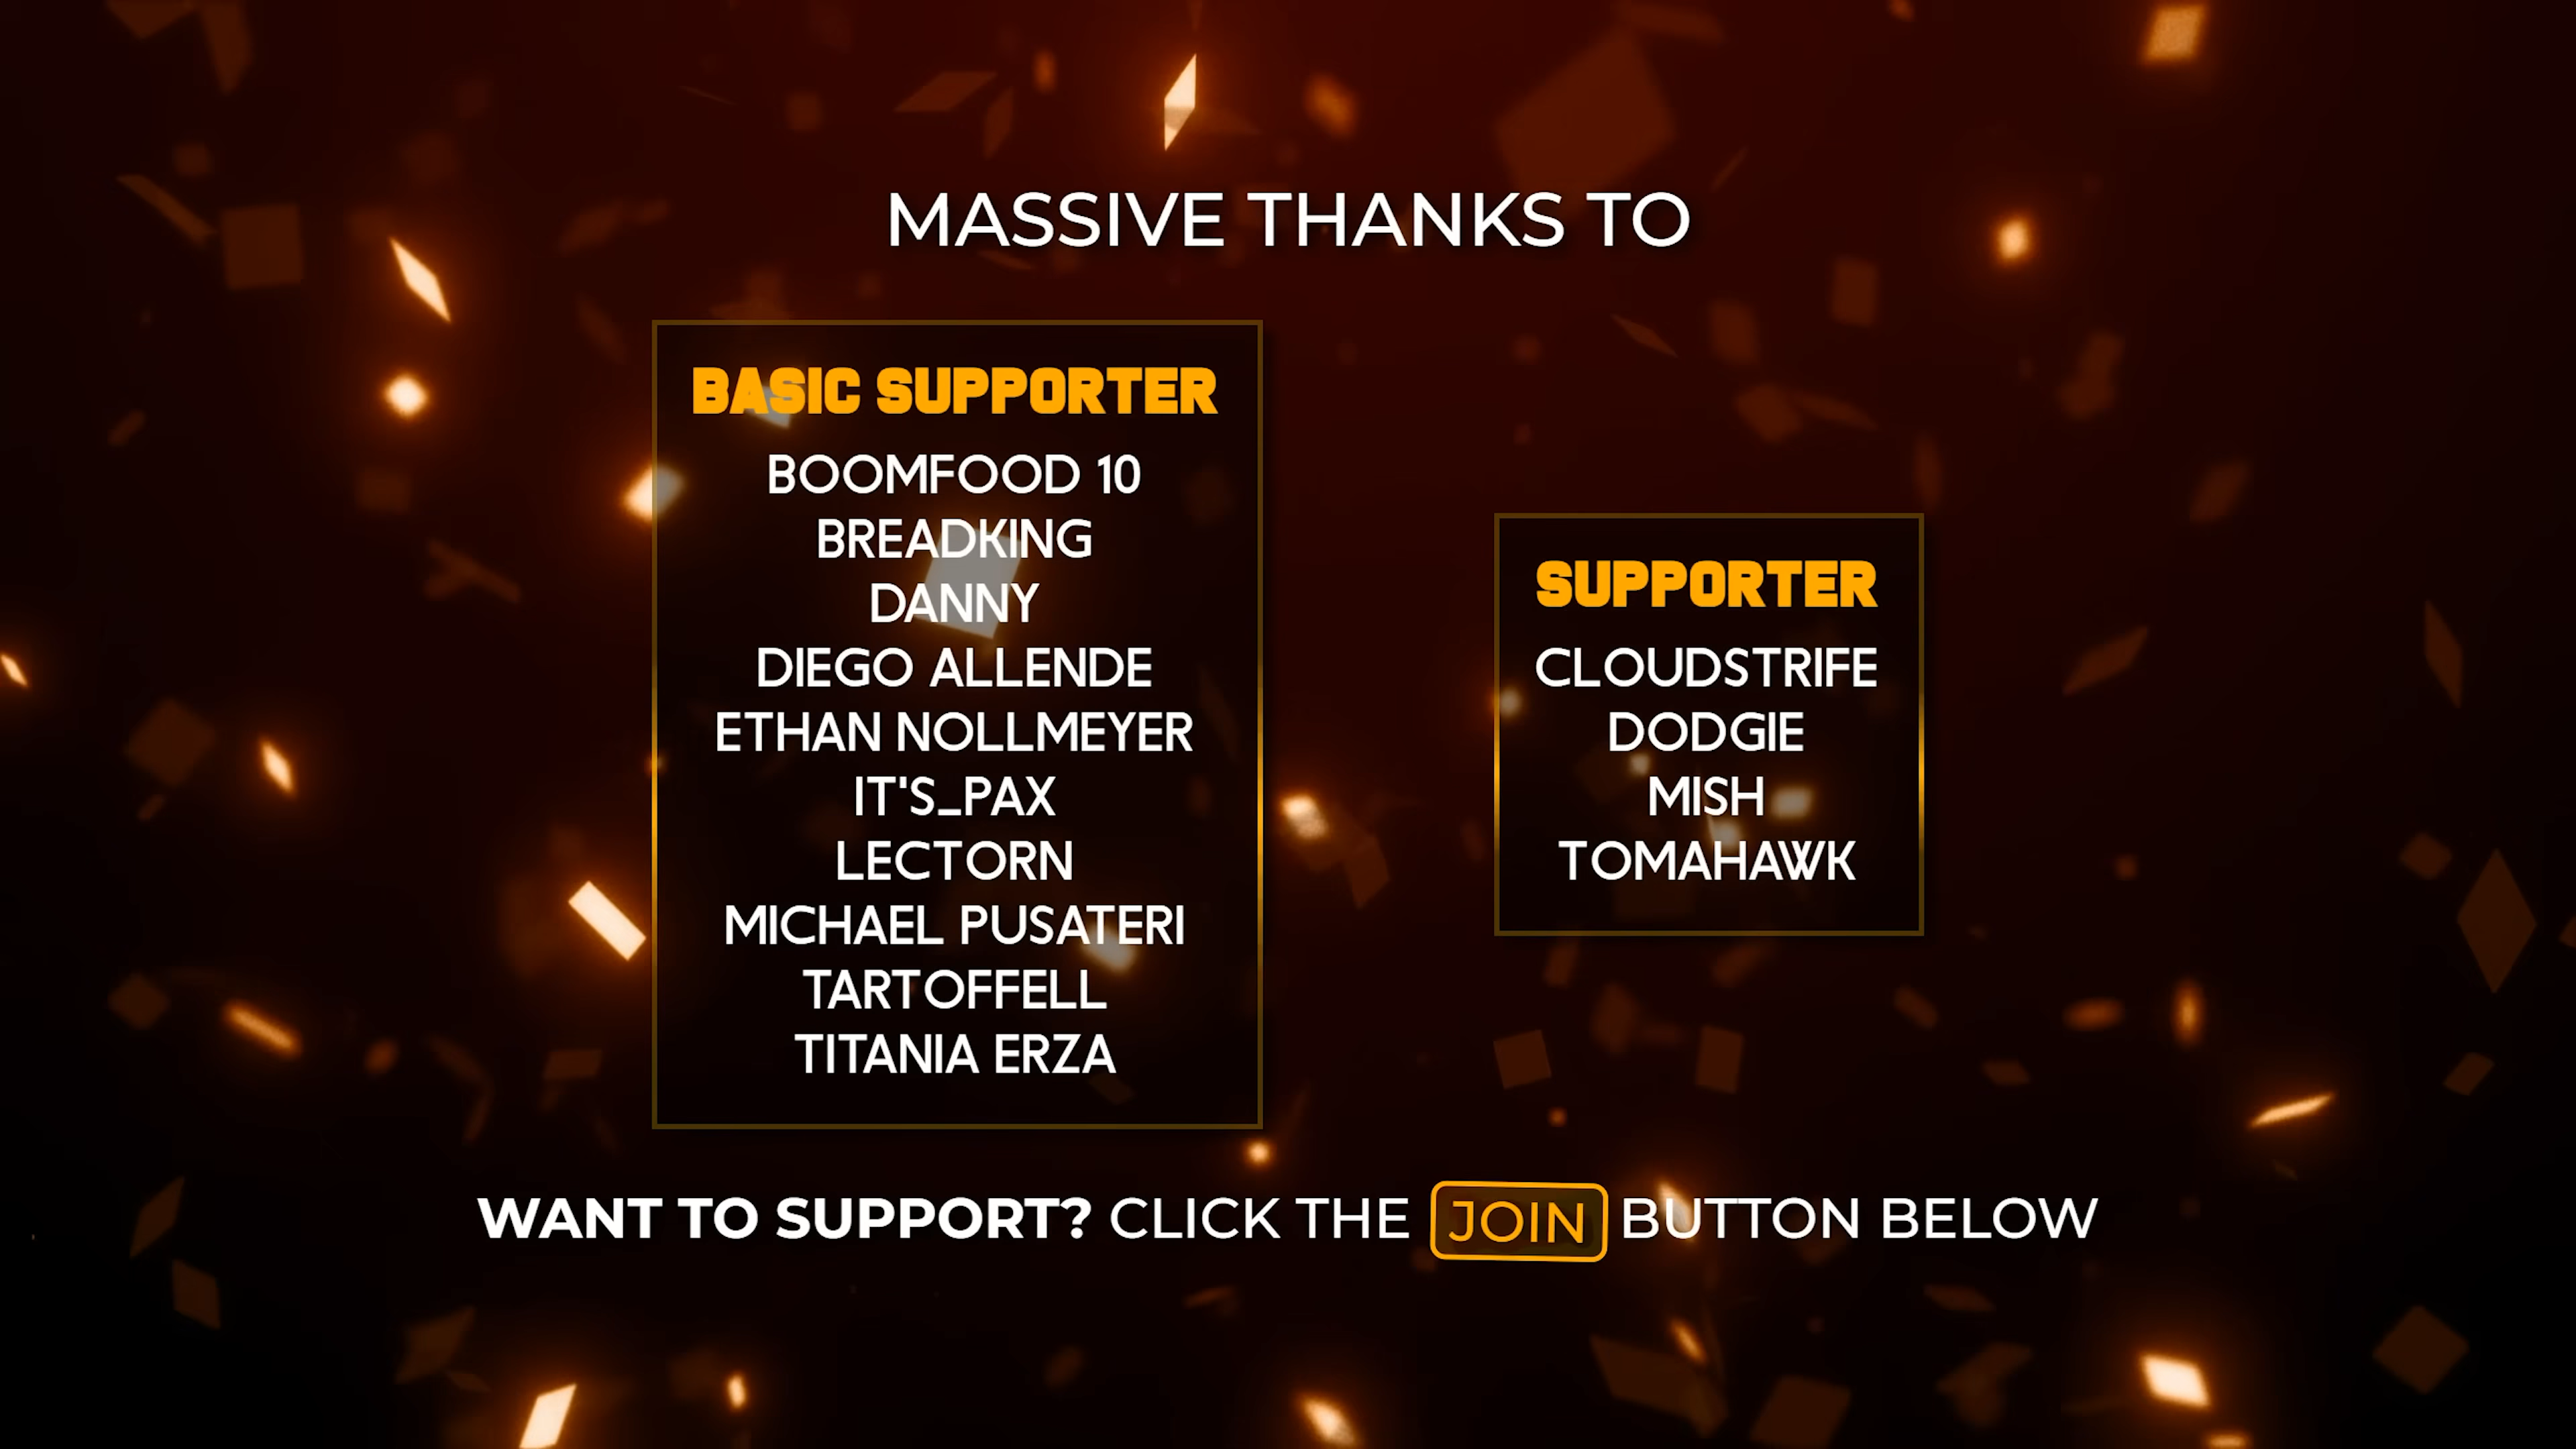 MASSIVE THANKS TO
BASIC SUPPORTER
BOOMFOOD 10
BREADKING
DANNY
DIEGO ALLENDE
ETHAN NOLLMEYER
IT'S_PAX
LECTORN
MICHAEL PUSATERI
TARTOFFELL
TITANIA ERZA
SUPPORTER
CLOUDSTRIFE
DODGIE
MISH
TOMAHAWK
WANT TO SUPPORT? CLICK THE JOIN BUTTON BELOW